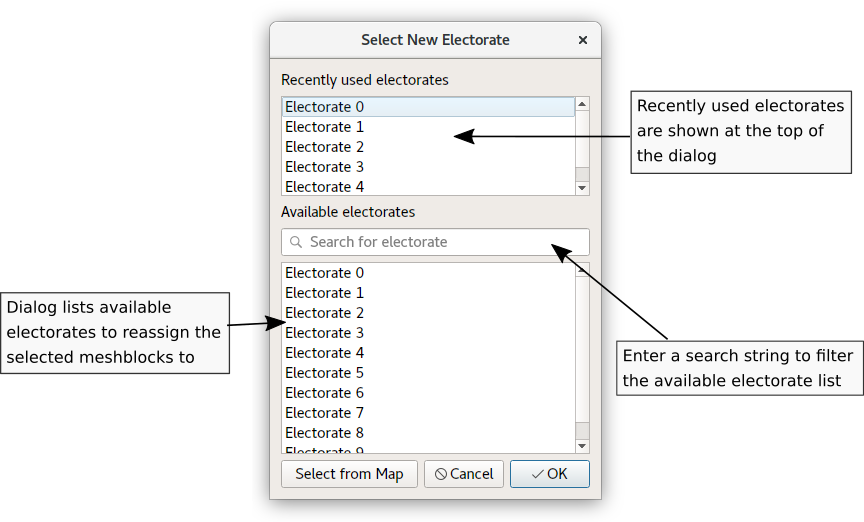 Select New Electorate
Recently used electorates
Electorate 0
Electorate 1
Electorate 2
Electorate 3
Electorate 4
Available electorates
Search for electorate
Electorate 0
Electorate 1
Electorate 2
Electorate 3
Electorate 4
Electorate 5
Electorate 6
Electorate 7
Electorate 8
Electorate 9
Select from Map
Cancel
OK
Recently used electorates
are shown at the top of
the dialog
Dialog lists available
electorates to reassign the
selected meshblocks to
Enter a search string to filter
the available electorate list